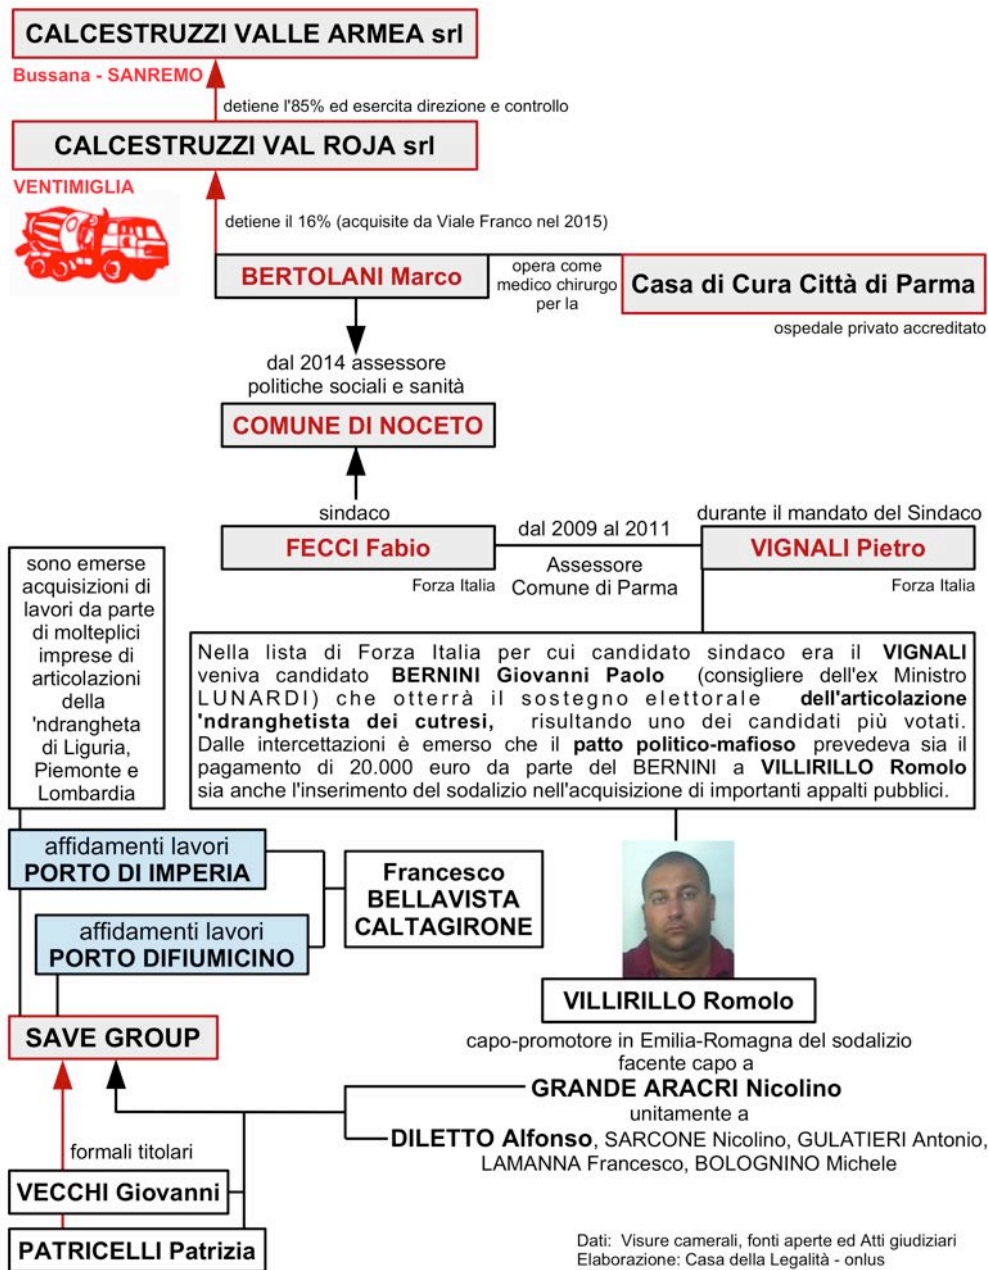 CALCESTRUZZI VALLE ARMEA srl
Bussana - SANREMO
detiene l'85% ed esercita direzione e controllo
CALCESTRUZZI VAL ROJA srl
VENTIMIGLIA
detiene il 16% (acquisite da Viale Franco nel 2015)
BERTOLANI Marco
opera come
medico chirurgo
per la
Casa di Cura Città di Parma
ospedale privato accreditato
dal 2014 assessore
politiche sociali e sanità
COMUNE DI NOCETO
sindaco
FECCI Fabio
Forza Italia
dal 2009 al 2011
Assessore
Comune di Parma
durante il mandato del Sindaco
VIGNALI Pietro
Forza Italia
sono emerse
acquisizioni di
lavori da parte
di molteplici
imprese di
articolazioni
della
'ndrangheta
di Liguria,
Piemonte e
Lombardia
Nella lista di Forza Italia per cui candidato sindaco era il VIGNALI
veniva candidato BERNINI Giovanni Paolo (consigliere dell'ex Ministro
LUNARDI) che otterrà il sostegno elettorale dell'articolazione
'ndranghetista dei cutresi, risultando uno dei candidati più votati.
Dalle intercettazioni è emerso che il patto politico-mafioso prevedeva sia il
pagamento di 20.000 euro da parte del BERNINI a VILLIRILLO Romolo
sia anche l'inserimento del sodalizio nell'acquisizione di importanti appalti pubblici.
affidamenti lavori
PORTO DI IMPERIA
affidamenti lavori
PORTO DIFIUMICINO
Francesco
BELLAVISTA
CALTAGIRONE
VILLIRILLO Romolo
capo-promotore in Emilia-Romagna del sodalizio
facente capo a
GRANDE ARACRI Nicolino
unitamente a
DILETTO Alfonso, SARCONE Nicolino, GULATIERI Antonio,
LAMANNA Francesco, BOLOGNINO Michele
SAVE GROUP
formali titolari
VECCHI Giovanni
PATRICELLI Patrizia
Dati: Visure camerali, fonti aperte ed Atti giudiziari
Elaborazione: Casa della Legalità - onlus